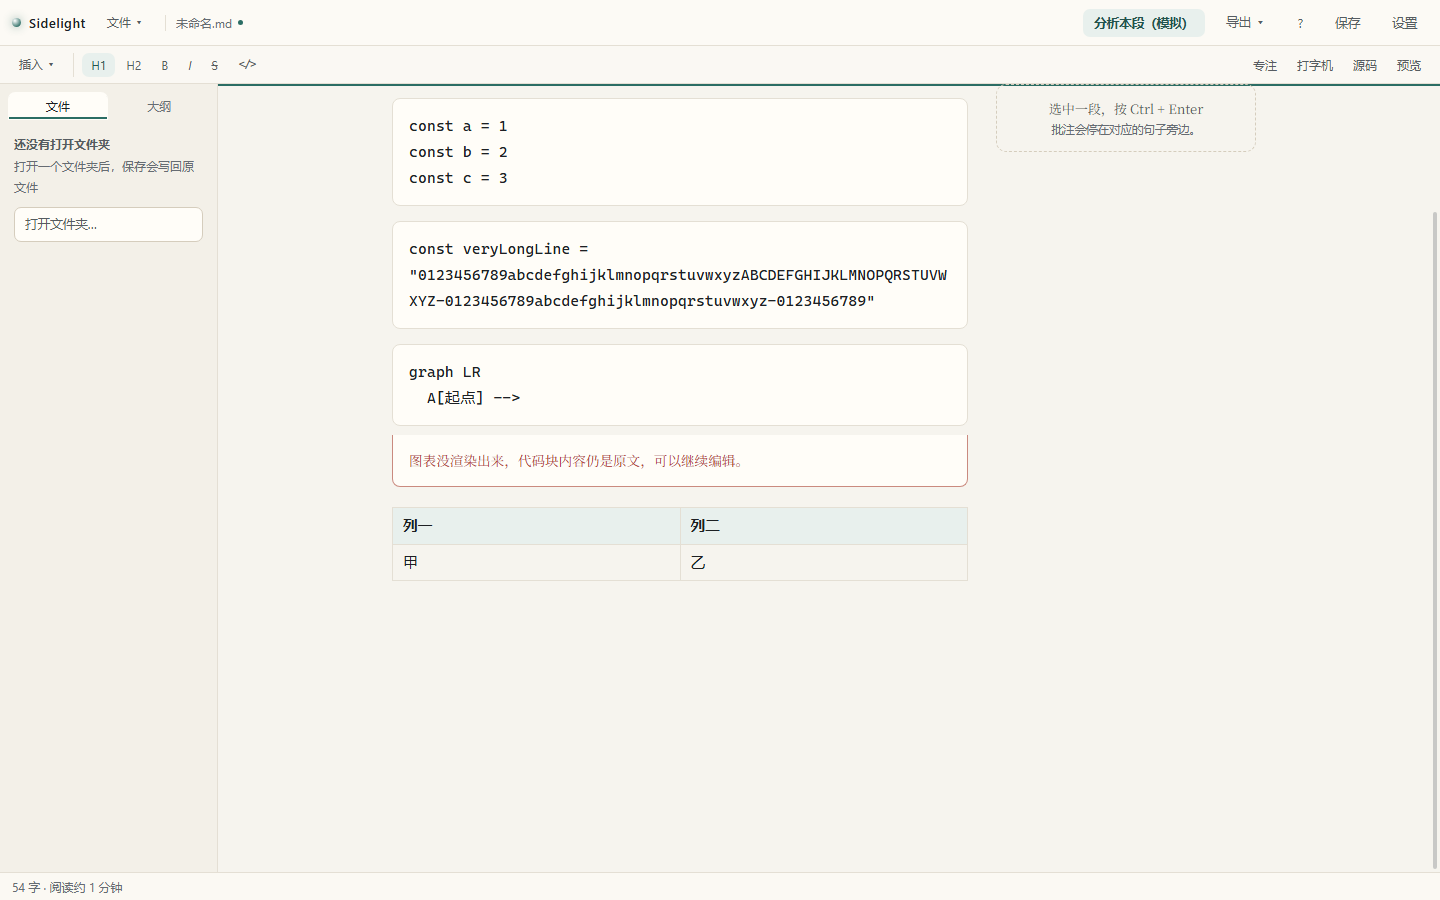 Sidelight 文件 未命名.md 分析本段（模拟） 导出 ? 保存 设置
插入 H1 H2 B I S </> 专注 打字机 源码 预览
文件 大纲
还没有打开文件夹
打开一个文件夹后，保存会写回原
文件
打开文件夹...
const a = 1
const b = 2
const c = 3
const veryLongLine =
"0123456789abcdefghijklmnopqrstuvwxyzABCDEFGHIJKLMNOPQRSTUVW
XYZ-0123456789abcdefghijklmnopqrstuvwxyz-0123456789"
graph LR
  A[起点] -->
图表没渲染出来，代码块内容仍是原文，可以继续编辑。
列一 列二
甲 乙
选中一段，按 Ctrl + Enter
批注会停在对应的句子旁边。
54 字 · 阅读约 1 分钟